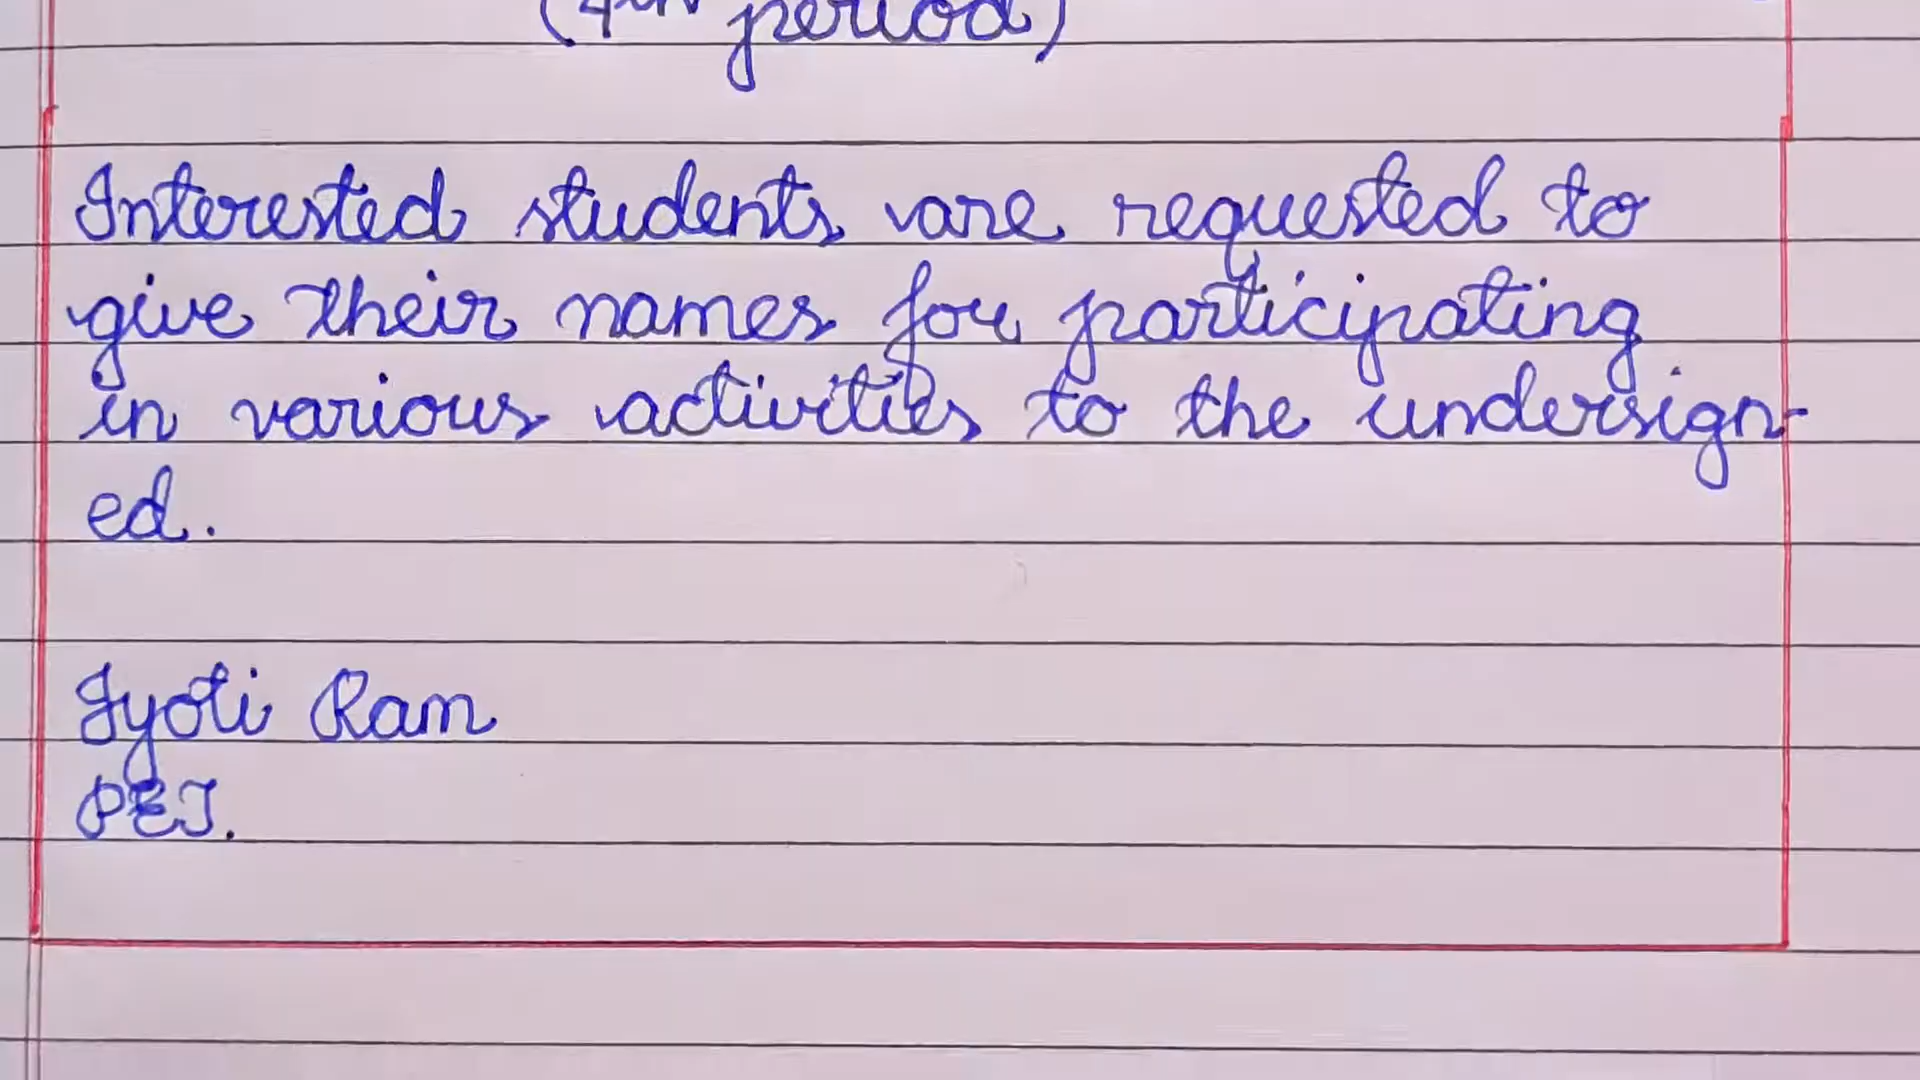 (4th period)
Interested students are requested to
give their names for participating
in various activities to the undersign-
ed.
Jyoti Ram
PET.